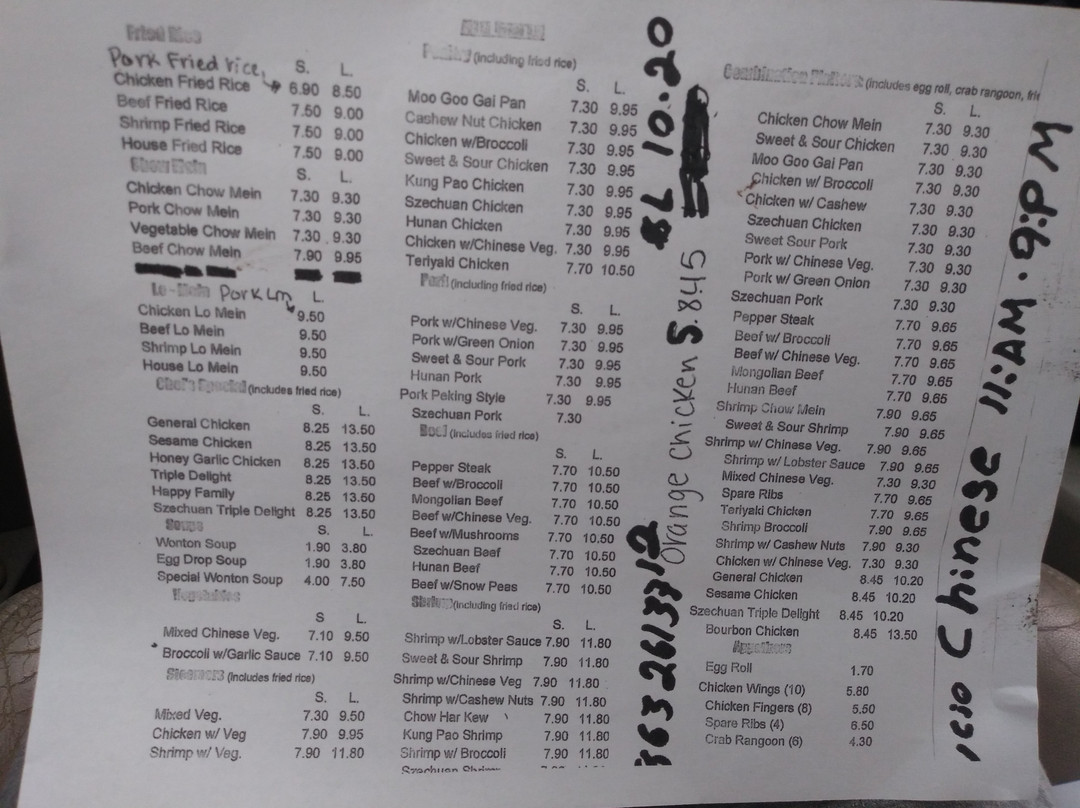 Fried Rice
Pork Fried rice,
S. L.
Chicken Fried Rice 6.90 8.50
Beef Fried Rice 7.50 9.00
Shrimp Fried Rice 7.50 9.00
House Fried Rice 7.50 9.00
Chow Mein S. L.
Chicken Chow Mein 7.30 9.30
Pork Chow Mein 7.30 9.30
Vegetable Chow Mein 7.30 9.30
Beef Chow Mein 7.90 9.95
Lo-Mein Pork Lm L.
Chicken Lo Mein 9.50
Beef Lo Mein 9.50
Shrimp Lo Mein 9.50
House Lo Mein 9.50
Chef's Special (includes fried rice)
S. L.
General Chicken 8.25 13.50
Sesame Chicken 8.25 13.50
Honey Garlic Chicken 8.25 13.50
Triple Delight 8.25 13.50
Happy Family 8.25 13.50
Szechuan Triple Delight 8.25 13.50
Soups S. L.
Wonton Soup 1.90 3.80
Egg Drop Soup 1.90 3.80
Special Wonton Soup 4.00 7.50
Vegetables
S. L.
Mixed Chinese Veg. 7.10 9.50
Broccoli w/Garlic Sauce 7.10 9.50
Steamers (includes fried rice)
S. L.
Mixed Veg. 7.30 9.50
Chicken w/ Veg 7.90 9.95
Shrimp w/ Veg. 7.90 11.80
Poultry (including fried rice)
S. L.
Moo Goo Gai Pan 7.30 9.95
Cashew Nut Chicken 7.30 9.95
Chicken w/Broccoli 7.30 9.95
Sweet & Sour Chicken 7.30 9.95
Kung Pao Chicken 7.30 9.95
Szechuan Chicken 7.30 9.95
Hunan Chicken 7.30 9.95
Chicken w/Chinese Veg. 7.30 9.95
Teriyaki Chicken 7.70 10.50
Pork (including fried rice)
S. L.
Pork w/Chinese Veg. 7.30 9.95
Pork w/Green Onion 7.30 9.95
Sweet & Sour Pork 7.30 9.95
Hunan Pork 7.30 9.95
Pork Peking Style 7.30 9.95
Szechuan Pork 7.30
Beef (includes fried rice)
S. L.
Pepper Steak 7.70 10.50
Beef w/Broccoli 7.70 10.50
Mongolian Beef 7.70 10.50
Beef w/Chinese Veg. 7.70 10.50
Beef w/Mushrooms 7.70 10.50
Szechuan Beef 7.70 10.50
Hunan Beef 7.70 10.50
Beef w/Snow Peas 7.70 10.50
Shrimp (including fried rice)
S. L.
Shrimp w/Lobster Sauce 7.90 11.80
Sweet & Sour Shrimp 7.90 11.80
Shrimp w/Chinese Veg 7.90 11.80
Shrimp w/Cashew Nuts 7.90 11.80
Chow Har Kew 7.90 11.80
Kung Pao Shrimp 7.90 11.80
Shrimp w/ Broccoli 7.90 11.80
Szechuan Shrimp
Orange Chicken S. 8.45
L 10.20
3632613712
Combination Platters (includes egg roll, crab rangoon, frie
S. L.
Chicken Chow Mein 7.30 9.30
Sweet & Sour Chicken 7.30 9.30
Moo Goo Gai Pan 7.30 9.30
Chicken w/ Broccoli 7.30 9.30
Chicken w/ Cashew 7.30 9.30
Szechuan Chicken 7.30 9.30
Sweet Sour Pork 7.30 9.30
Pork w/ Chinese Veg. 7.30 9.30
Pork w/ Green Onion 7.30 9.30
Szechuan Pork 7.30 9.30
Pepper Steak 7.70 9.65
Beef w/ Broccoli 7.70 9.65
Beef w/ Chinese Veg. 7.70 9.65
Mongolian Beef 7.70 9.65
Hunan Beef 7.70 9.65
Shrimp Chow Mein 7.90 9.65
Sweet & Sour Shrimp 7.90 9.65
Shrimp w/ Chinese Veg. 7.90 9.65
Shrimp w/ Lobster Sauce 7.90 9.65
Mixed Chinese Veg. 7.30 9.30
Spare Ribs 7.70 9.65
Teriyaki Chicken 7.70 9.65
Shrimp Broccoli 7.90 9.65
Shrimp w/ Cashew Nuts 7.90 9.30
Chicken w/ Chinese Veg. 7.30 9.30
General Chicken 8.45 10.20
Sesame Chicken 8.45 10.20
Szechuan Triple Delight 8.45 10.20
Bourbon Chicken 8.45 13.50
Appetizers
Egg Roll 1.70
Chicken Wings (10) 5.80
Chicken Fingers (8) 5.50
Spare Ribs (4) 6.50
Crab Rangoon (6) 4.30
Chinese 11:AM. 9:PM